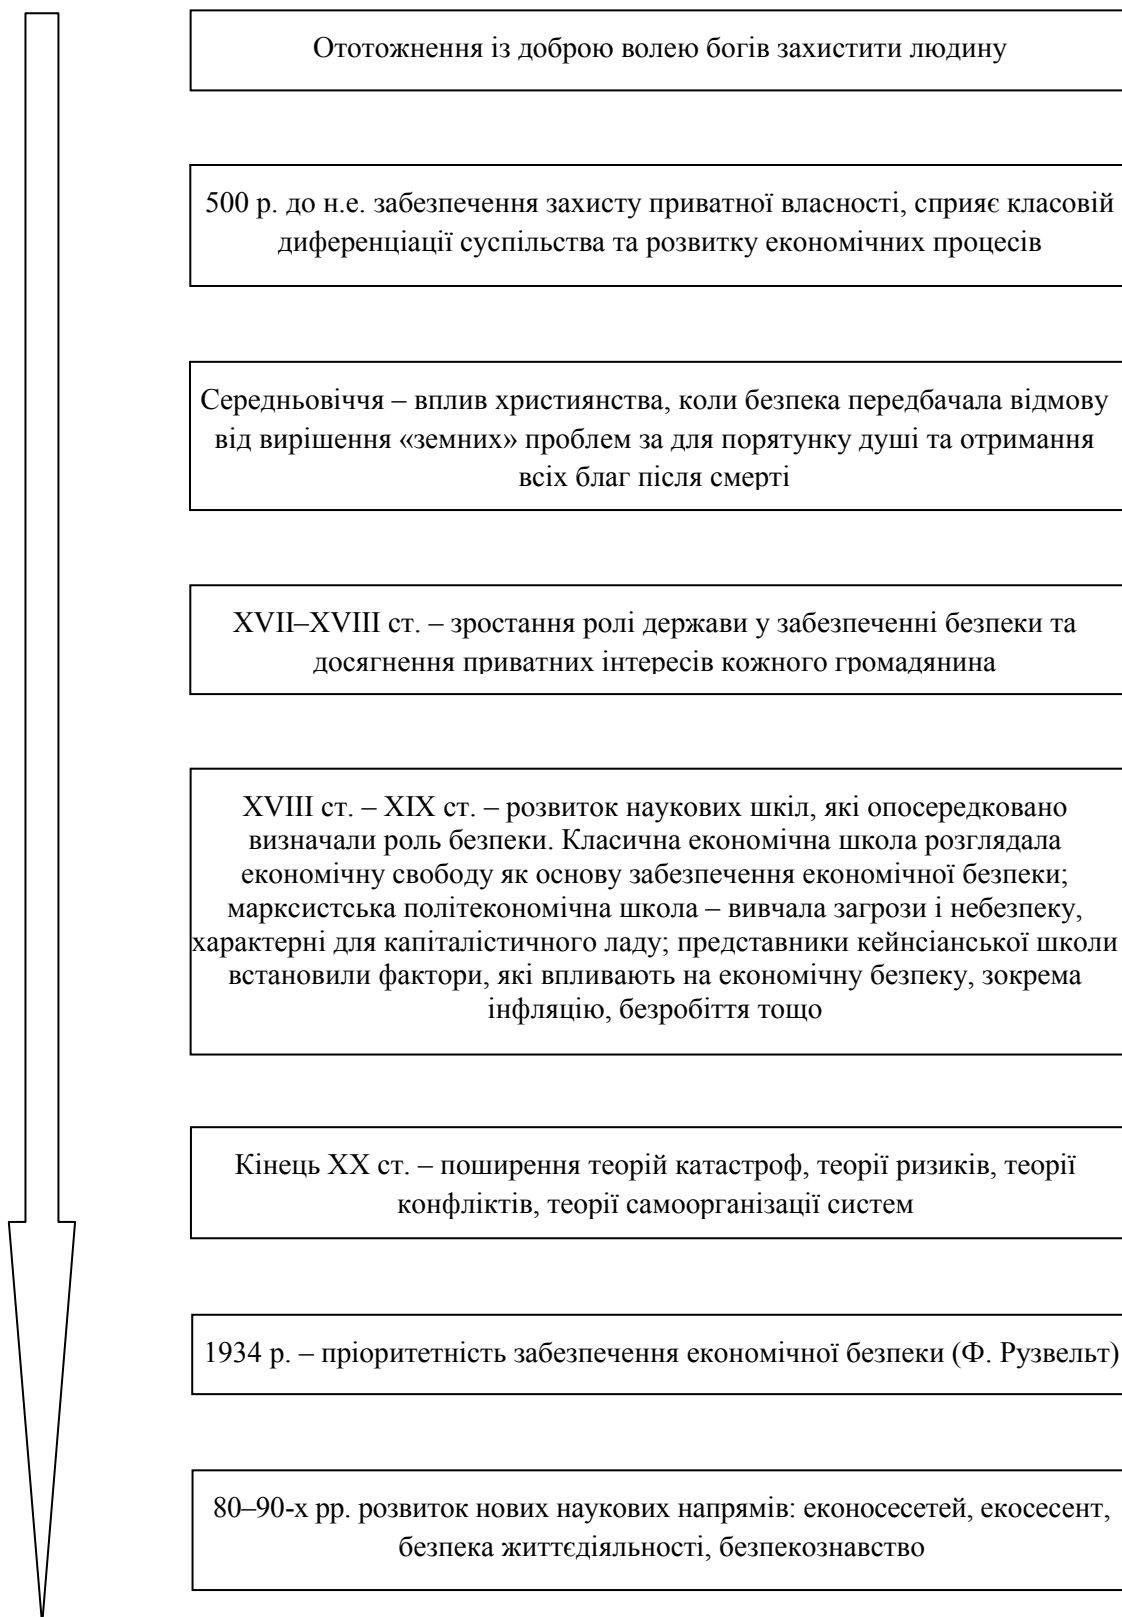 Ототожнення із доброю волею богів захистити людину
500 р. до н.е. забезпечення захисту приватної власності, сприяє класовій
диференціації суспільства та розвитку економічних процесів
Середньовіччя – вплив християнства, коли безпека передбачала відмову
від вирішення «земних» проблем за для порятунку душі та отримання
всіх благ після смерті
XVII–XVIII ст. – зростання ролі держави у забезпеченні безпеки та
досягнення приватних інтересів кожного громадянина
XVIII ст. – XIX ст. – розвиток наукових шкіл, які опосередковано
визначали роль безпеки. Класична економічна школа розглядала
економічну свободу як основу забезпечення економічної безпеки;
марксистська політекономічна школа – вивчала загрози і небезпеку,
характерні для капіталістичного ладу; представники кейнсіанської школи
встановили фактори, які впливають на економічну безпеку, зокрема
інфляцію, безробіття тощо
Кінець XX ст. – поширення теорій катастроф, теорії ризиків, теорії
конфліктів, теорії самоорганізації систем
1934 р. – пріоритетність забезпечення економічної безпеки (Ф. Рузвельт)
80–90-х рр. розвиток нових наукових напрямів: еконосесетей, екосесент,
безпека життєдіяльності, безпекознавство